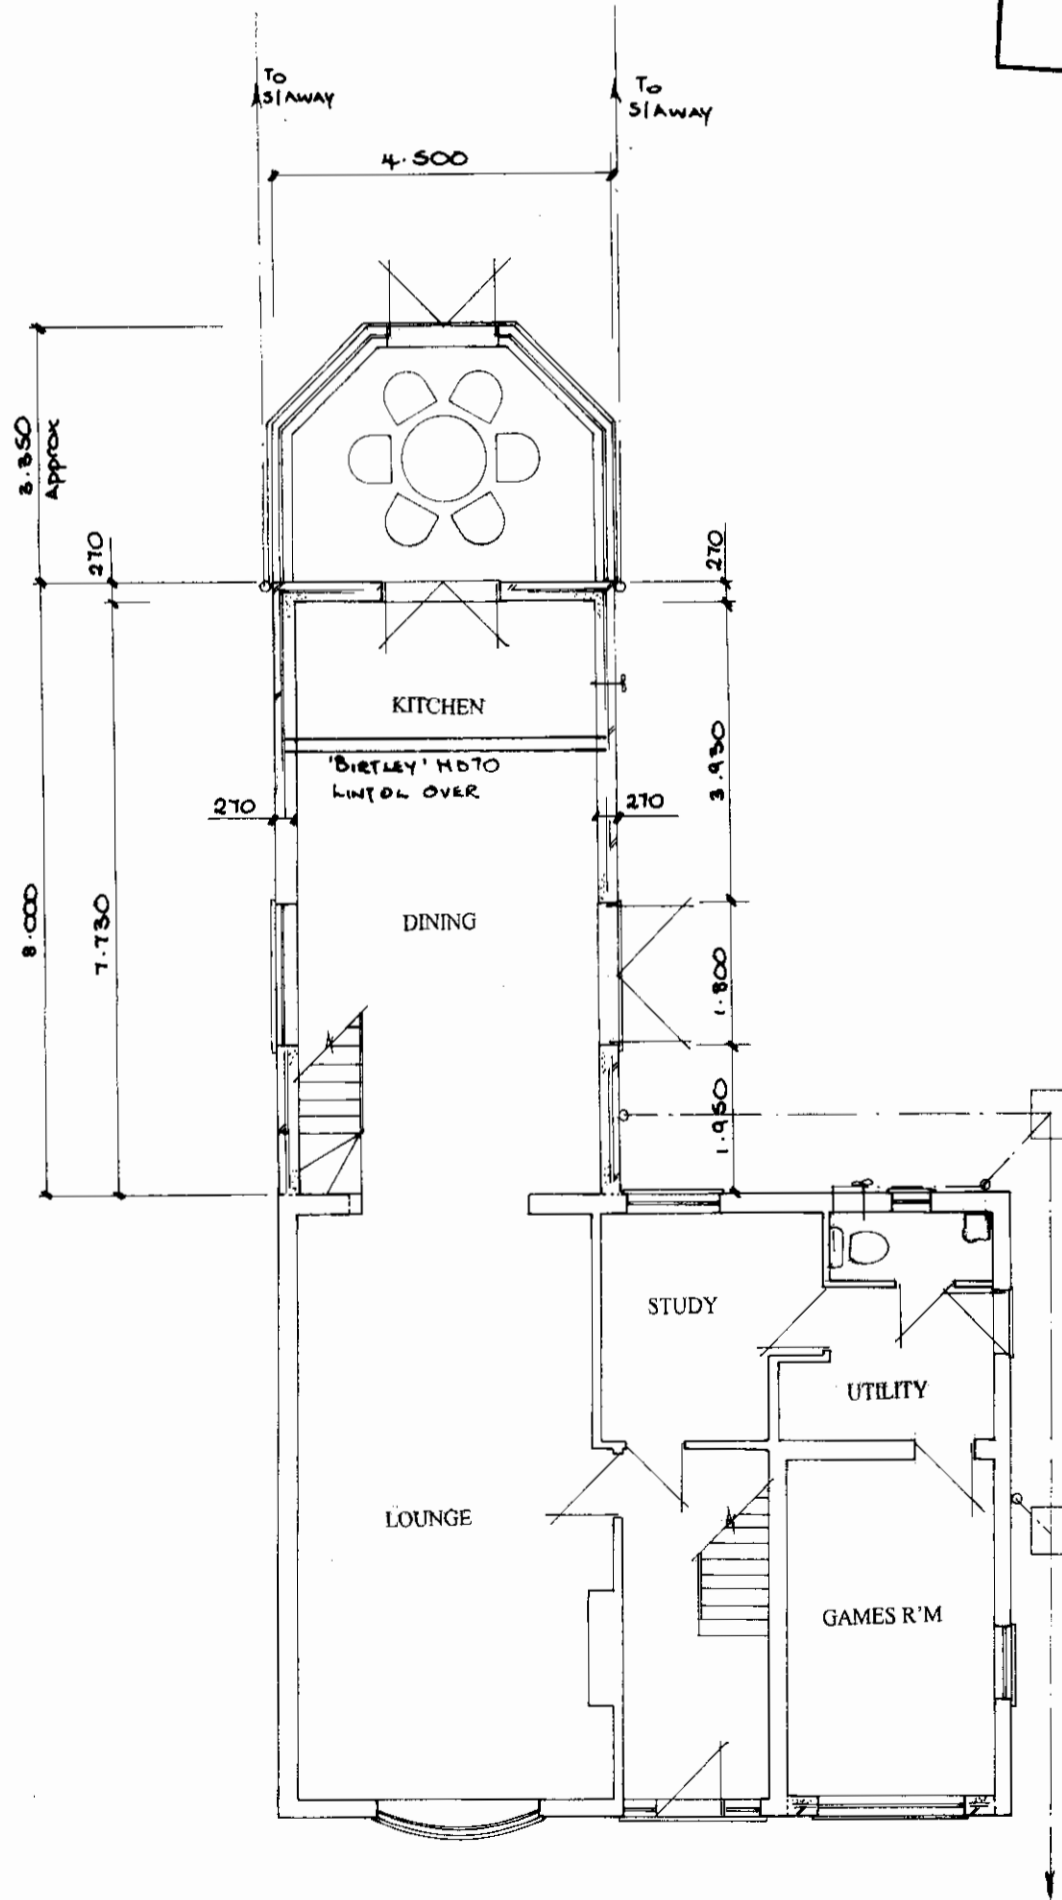 TO
S/AWAY
TO
S/AWAY
4.500
3.350
Approx
270
270
KITCHEN
'BIRTLEY' HD70
LINTOL OVER
270
270
3.930
8.000
7.730
DINING
1.800
1.950
STUDY
UTILITY
LOUNGE
GAMES R'M